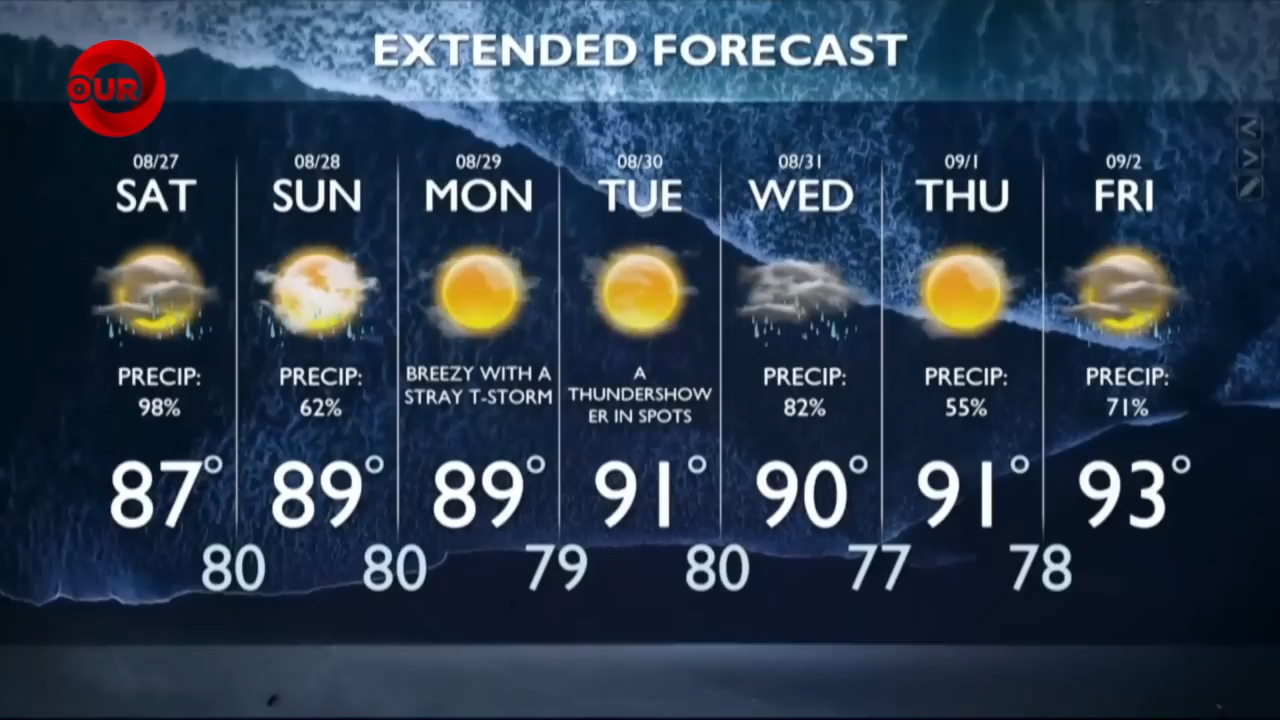 EXTENDED FORECAST
OUR
08/27
SAT
PRECIP:
98%
87°
08/28
SUN
PRECIP:
62%
89°
08/29
MON
BREEZY WITH A
STRAY T-STORM
89°
08/30
TUE
A
THUNDERSHOW
ER IN SPOTS
91°
08/31
WED
PRECIP:
82%
90°
09/1
THU
PRECIP:
55%
91°
09/2
FRI
PRECIP:
71%
93°
80
80
79
80
77
78